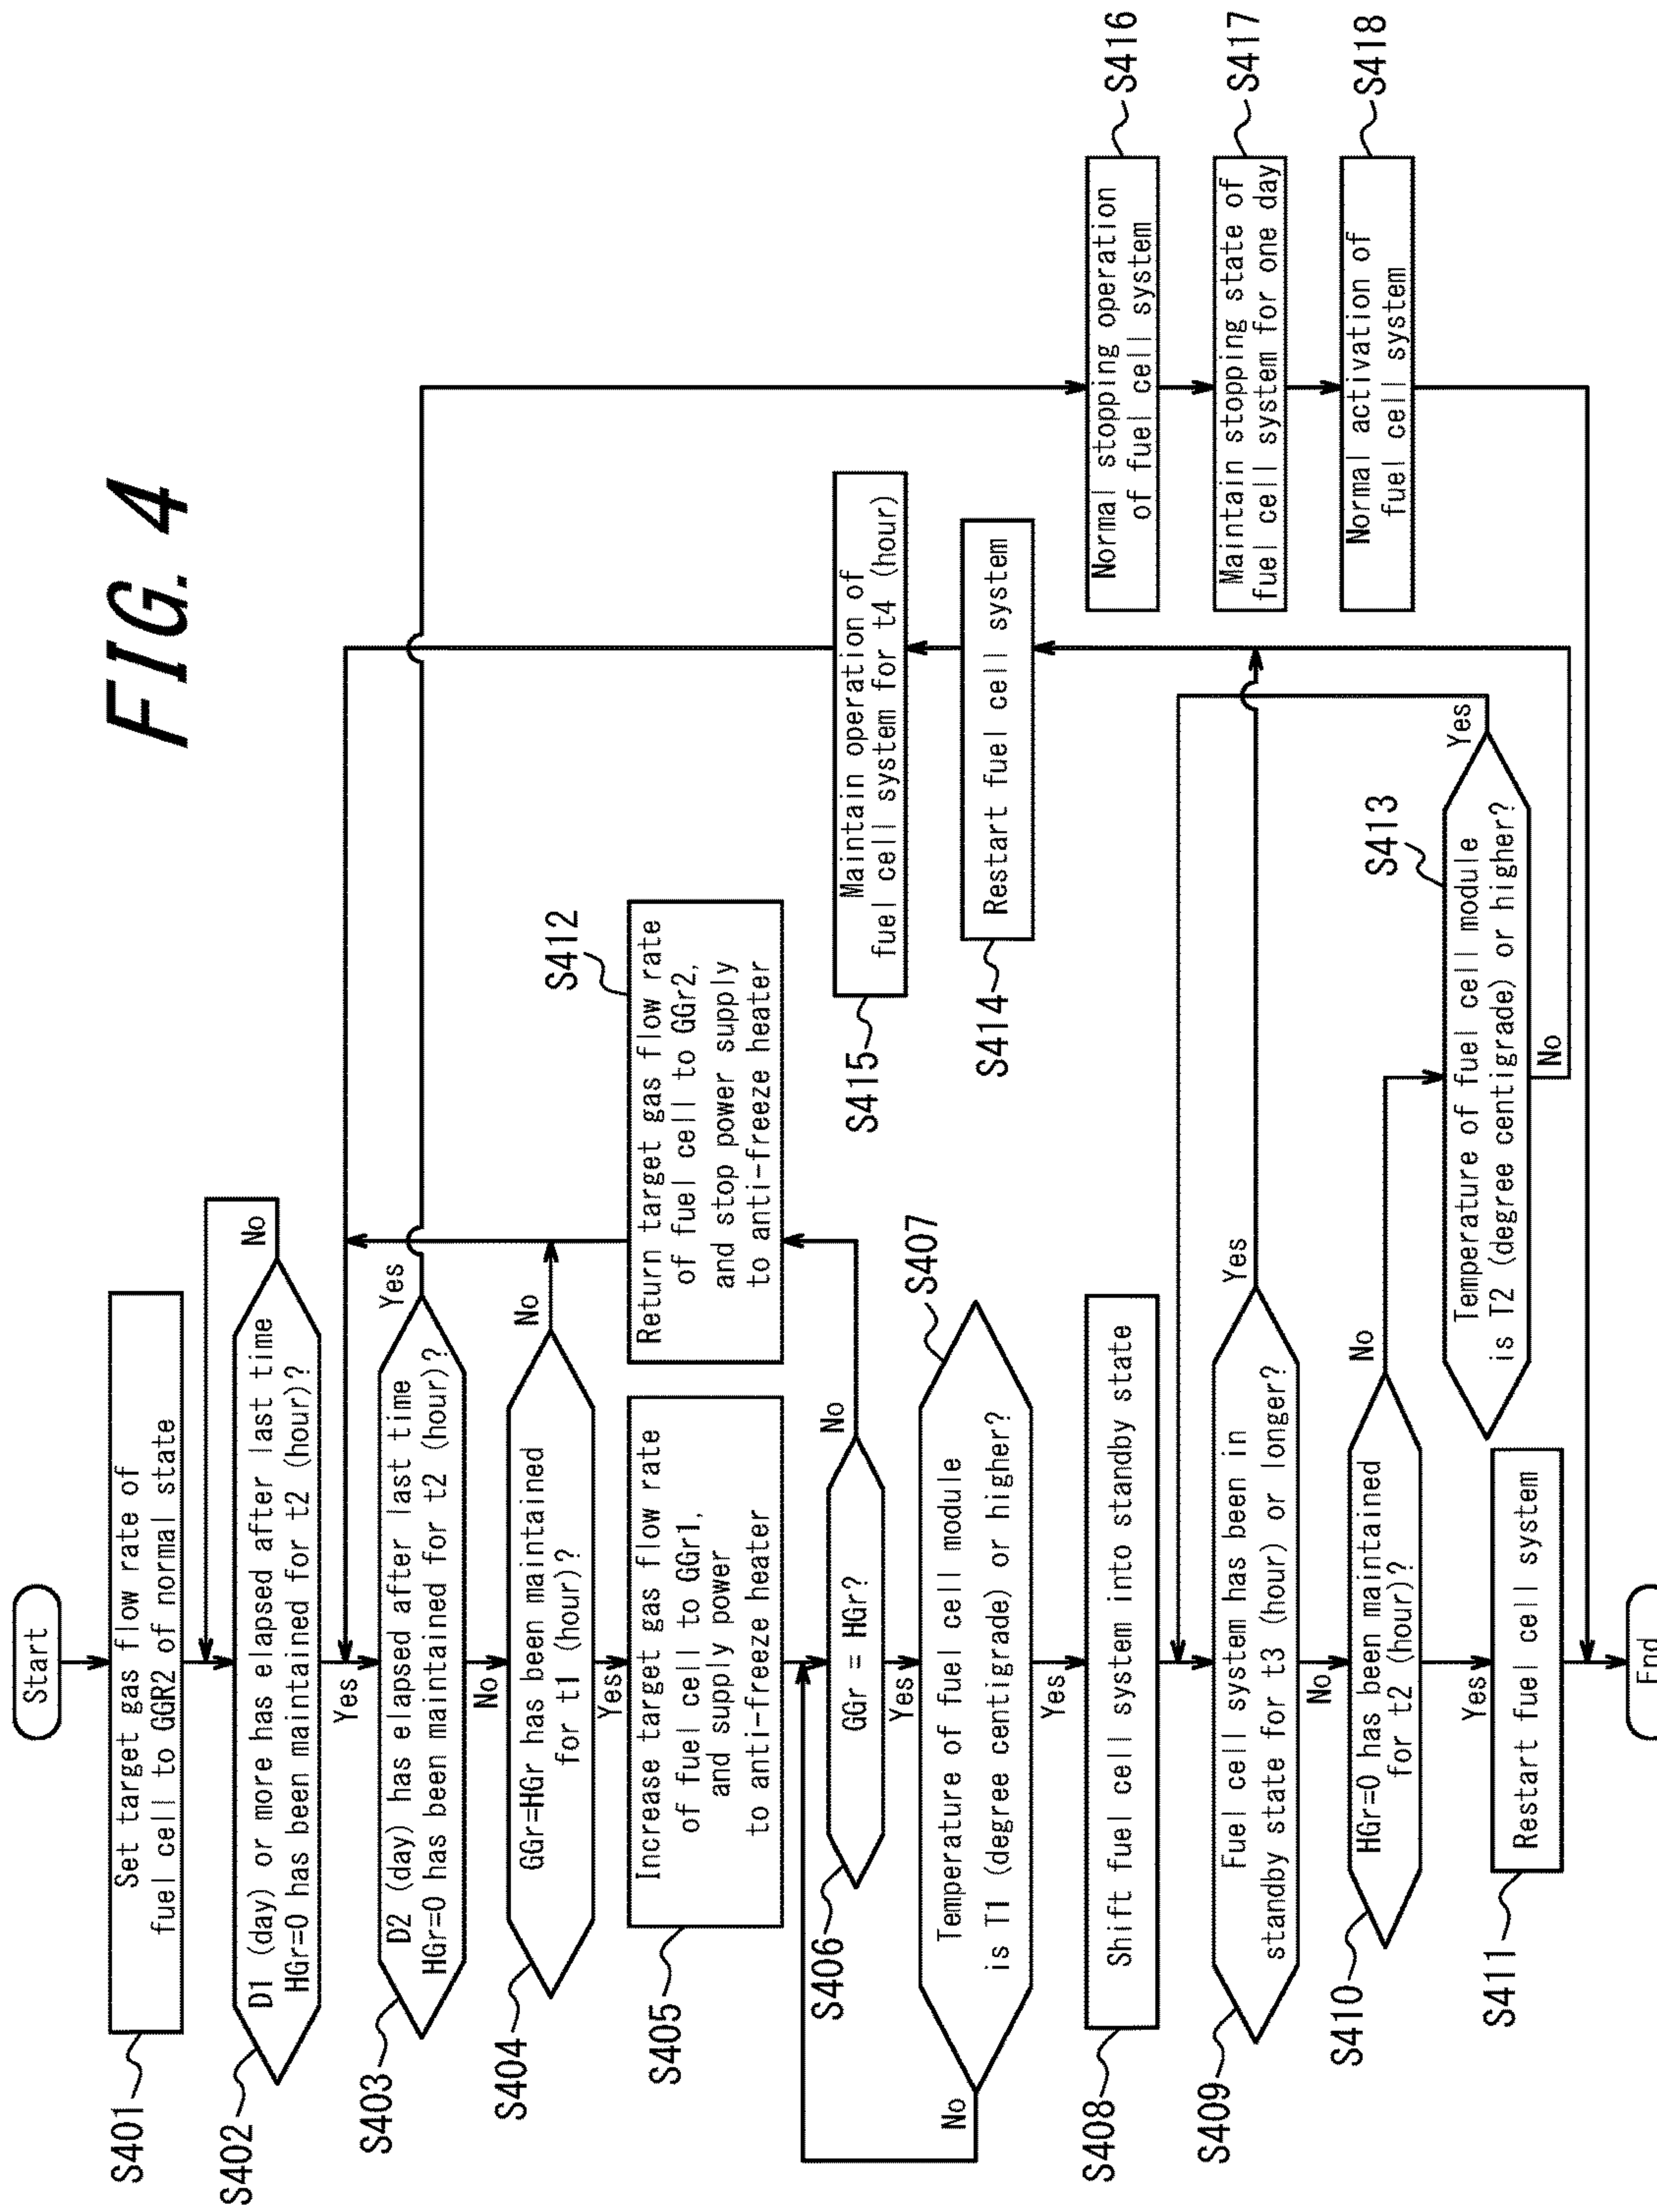 FIG. 4
Start
S401
Set target gas flow rate of
fuel cell to GGR2 of normal state
S402
D1 (day) or more has elapsed after last time
HGr=0 has been maintained for t2 (hour)?
No
Yes
S403
D2 (day) has elapsed after last time
HGr=0 has been maintained for t2 (hour)?
Yes
No
S404
GGr=HGr has been maintained
for t1 (hour)?
No
Yes
S405
Increase target gas flow rate
of fuel cell to GGr1,
and supply power
to anti-freeze heater
S412
Return target gas flow rate
of fuel cell to GGr2,
and stop power supply
to anti-freeze heater
S406
GGr = HGr?
No
Yes
S407
Temperature of fuel cell module
is T1 (degree centigrade) or higher?
No
Yes
S408
Shift fuel cell system into standby state
S409
Fuel cell system has been in
standby state for t3 (hour) or longer?
Yes
No
S410
HGr=0 has been maintained
for t2 (hour)?
No
Yes
S411
Restart fuel cell system
S413
Temperature of fuel cell module
is T2 (degree centigrade) or higher?
Yes
No
S414
Restart fuel cell system
S415
Maintain operation of
fuel cell system for t4 (hour)
S416
Normal stopping operation
of fuel cell system
S417
Maintain stopping state of
fuel cell system for one day
S418
Normal activation of
fuel cell system
End